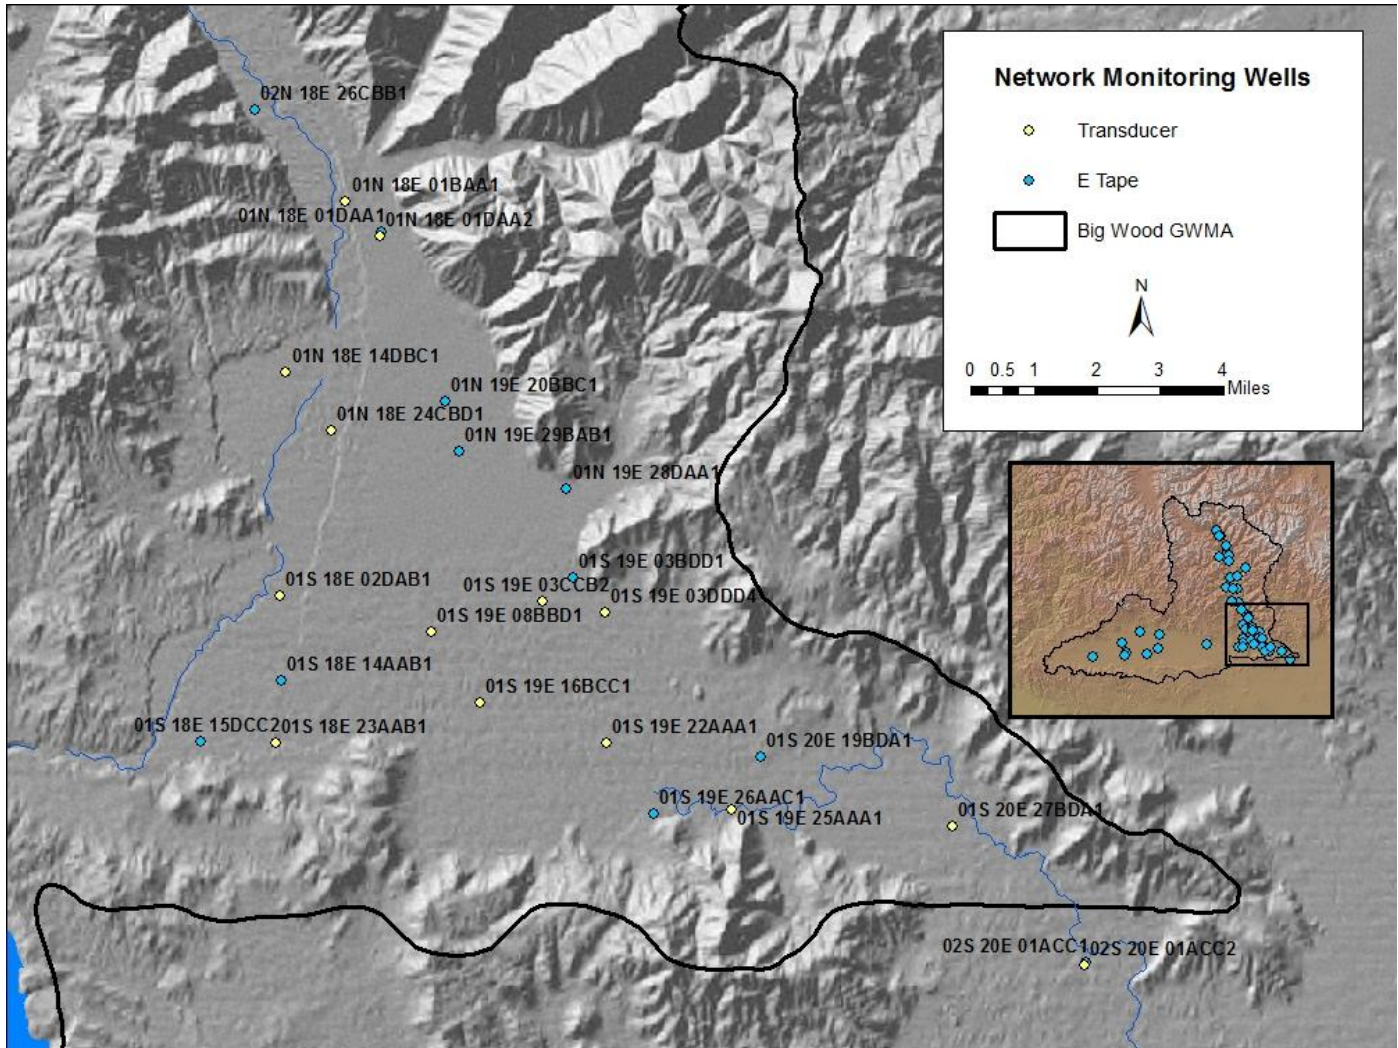 Network Monitoring Wells
Transducer
E Tape
Big Wood GWMA
N
0 0.5 1 2 3 4
Miles
02N 18E 26CBB1
01N 18E 01BAA1
01N 18E 01DAA1
01N 18E 01DAA2
01N 18E 14DBC1
01N 19E 20BBC1
01N 18E 24CBD1
01N 19E 29BAB1
01N 19E 28DAA1
01S 19E 03BDD1
01S 18E 02DAB1
01S 19E 03CCB2
01S 19E 03DDD4
01S 19E 08BBD1
01S 18E 14AAB1
01S 19E 16BCC1
01S 18E 15DCC2
01S 18E 23AAB1
01S 19E 22AAA1
01S 20E 19BDA1
01S 19E 26AAC1
01S 19E 25AAA1
01S 20E 27BDA1
02S 20E 01ACC1
02S 20E 01ACC2